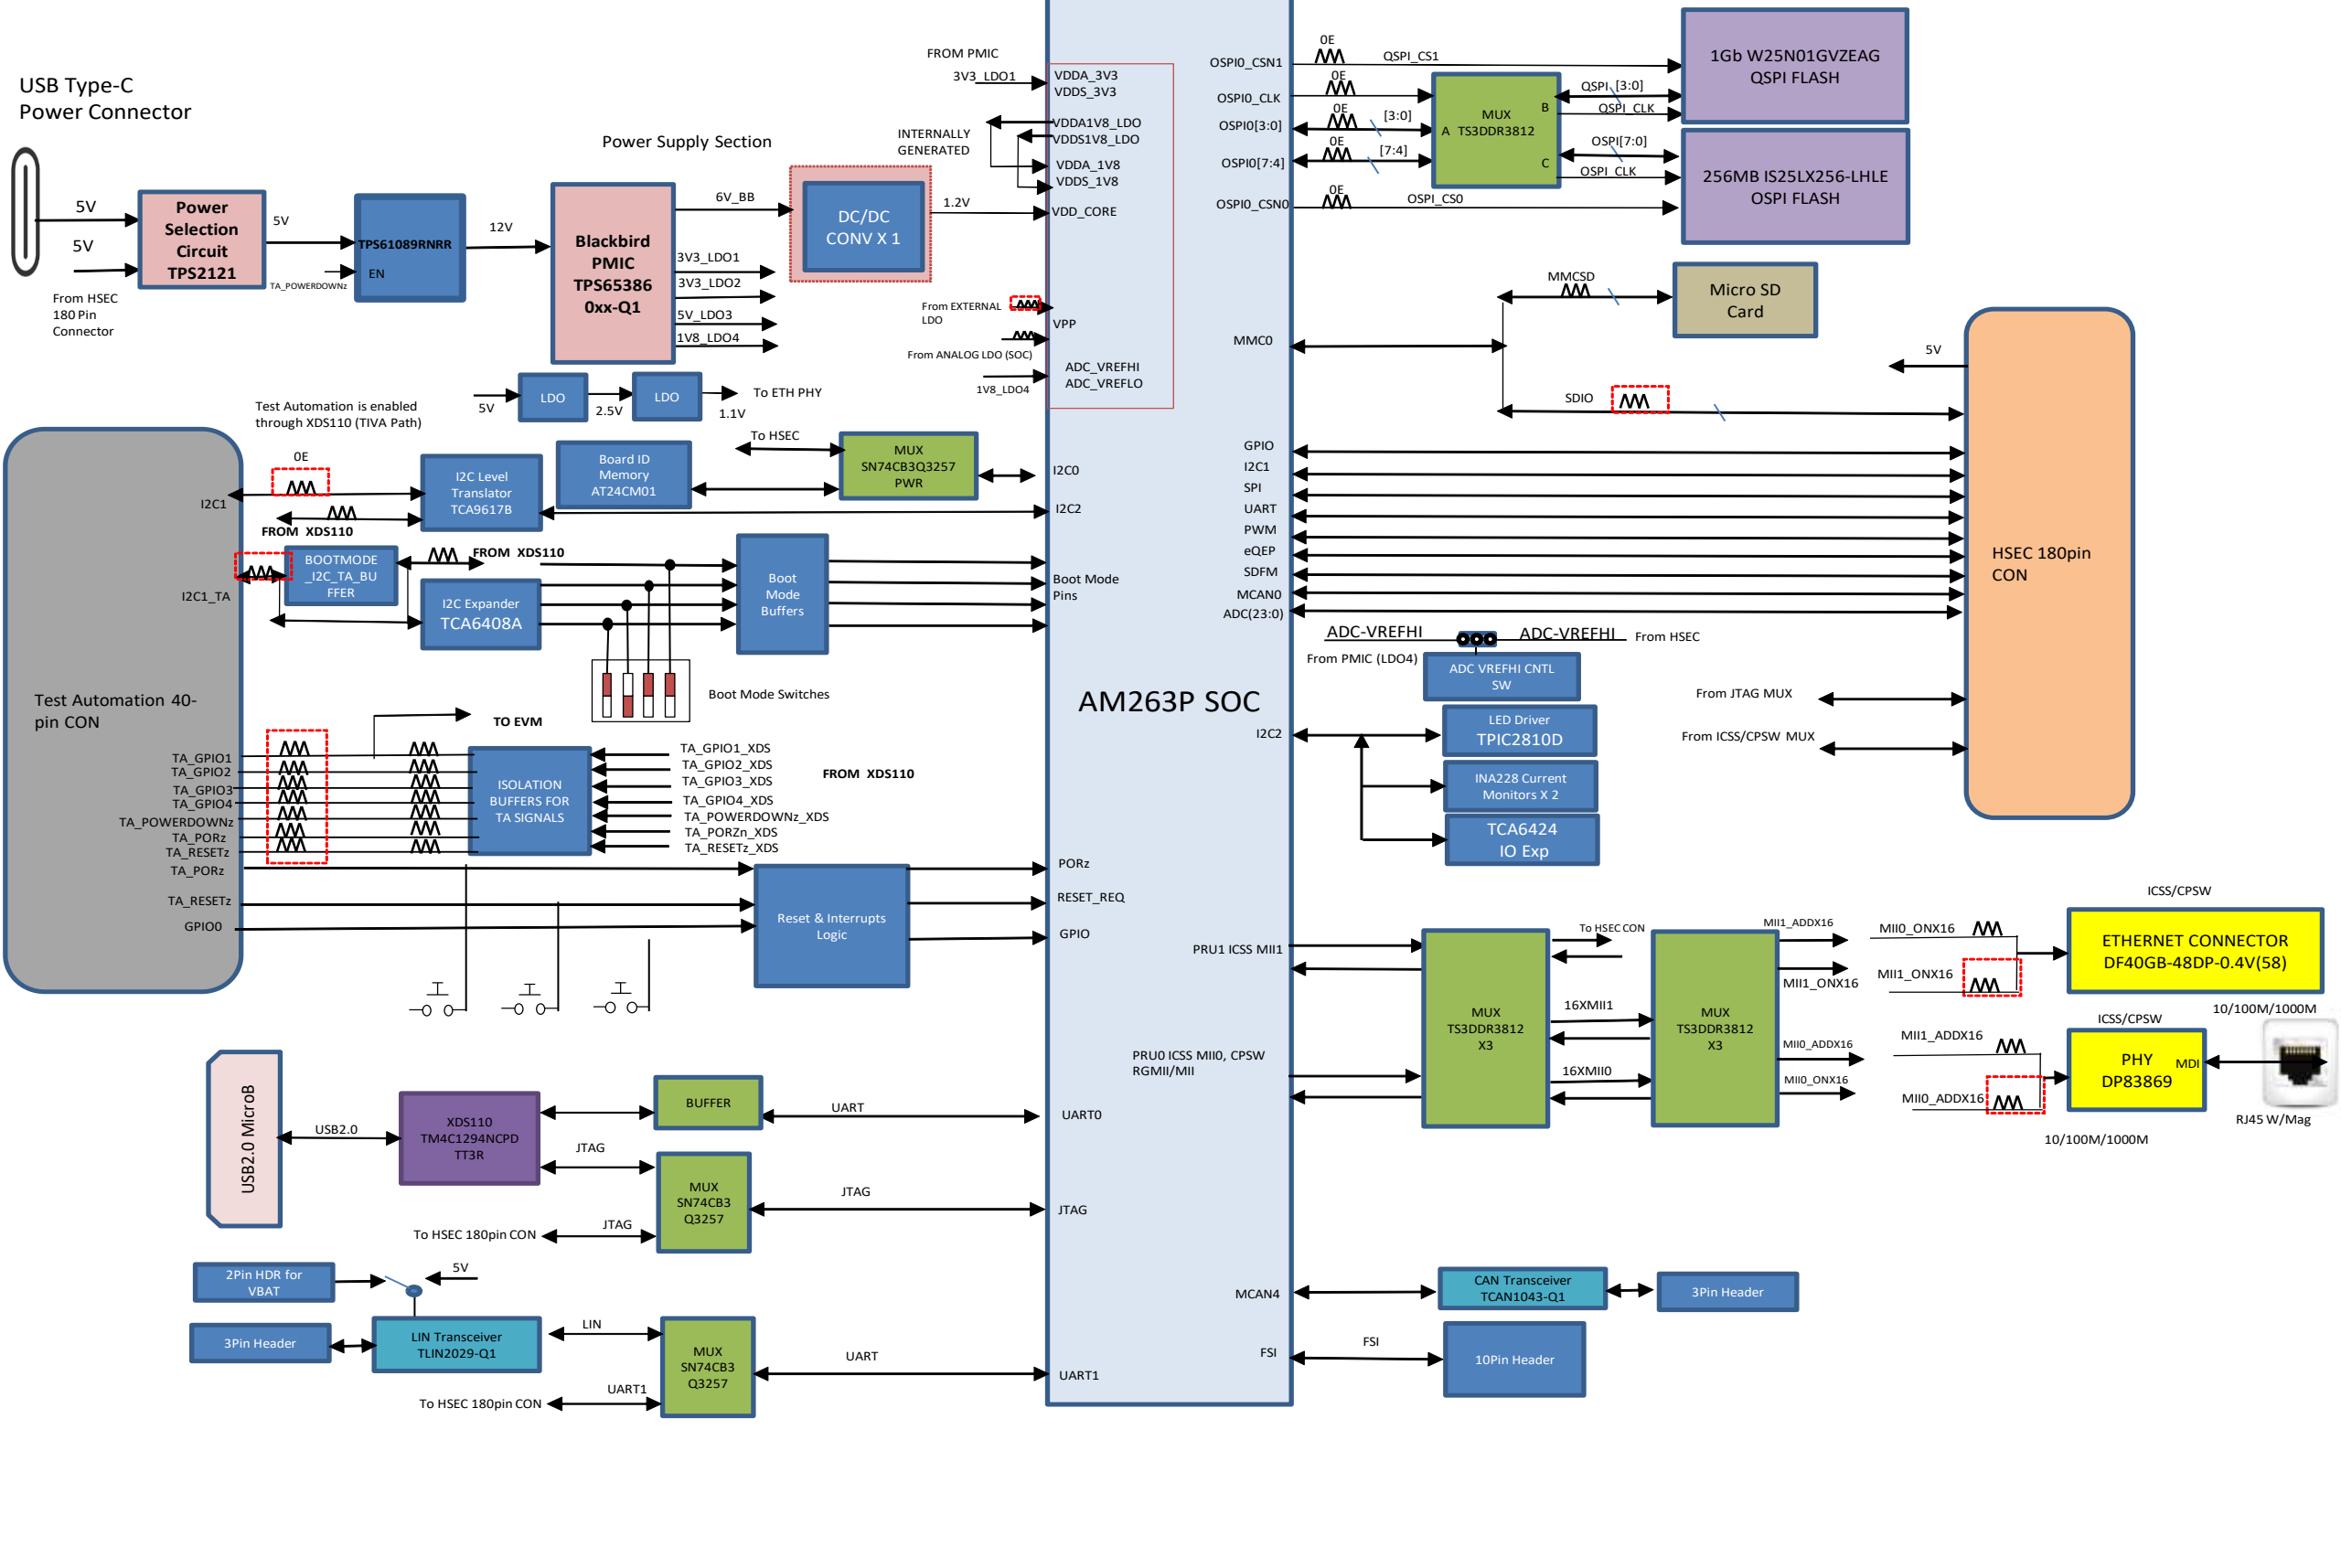 USB Type-C
Power Connector
5V
5V
From HSEC
180 Pin
Connector
Power
Selection
Circuit
TPS2121
5V
TPS61089RNRR
EN
TA_POWERDOWNz
12V
Power Supply Section
Blackbird
PMIC
TPS65386
0xx-Q1
6V_BB
3V3_LDO1
3V3_LDO2
5V_LDO3
1V8_LDO4
DC/DC
CONV X 1
1.2V
FROM PMIC
3V3_LDO1
INTERNALLY
GENERATED
VDDA_3V3
VDDS_3V3
VDDA1V8_LDO
VDDS1V8_LDO
VDDA_1V8
VDDS_1V8
VDD_CORE
From EXTERNAL
LDO
VPP
From ANALOG LDO (SOC)
1V8_LDO4
ADC_VREFHI
ADC_VREFLO
5V
LDO
2.5V
LDO
1.1V
To ETH PHY
Test Automation is enabled
through XDS110 (TIVA Path)
0E
I2C1
FROM XDS110
I2C Level
Translator
TCA9617B
Board ID
Memory
AT24CM01
To HSEC
MUX
SN74CB3Q3257
PWR
I2C0
I2C2
BOOTMODE
_I2C_TA_BU
FFER
FROM XDS110
I2C1_TA
I2C Expander
TCA6408A
Boot
Mode
Buffers
Boot Mode
Pins
Boot Mode Switches
Test Automation 40-
pin CON
TO EVM
TA_GPIO1
TA_GPIO2
TA_GPIO3
TA_GPIO4
TA_POWERDOWNz
TA_PORz
TA_RESETz
TA_PORz
TA_RESETz
GPIO0
ISOLATION
BUFFERS FOR
TA SIGNALS
TA_GPIO1_XDS
TA_GPIO2_XDS
TA_GPIO3_XDS
TA_GPIO4_XDS
TA_POWERDOWNz_XDS
TA_PORZn_XDS
TA_RESETz_XDS
FROM XDS110
Reset & Interrupts
Logic
PORz
RESET_REQ
GPIO
USB2.0 MicroB
USB2.0
XDS110
TM4C1294NCPD
TT3R
BUFFER
UART
UART0
JTAG
MUX
SN74CB3
Q3257
JTAG
JTAG
JTAG
To HSEC 180pin CON
2Pin HDR for
VBAT
5V
3Pin Header
LIN Transceiver
TLIN2029-Q1
LIN
MUX
SN74CB3
Q3257
UART
UART1
UART1
To HSEC 180pin CON
AM263P SOC
OSPI0_CSN1
OSPI0_CLK
OSPI0[3:0]
OSPI0[7:4]
OSPI0_CSN0
0E
0E
0E
0E
0E
QSPI_CS1
[3:0]
[7:4]
OSPI_CS0
MUX
TS3DDR3812
A
B
C
QSPI [3:0]
QSPI_CLK
OSPI[7:0]
OSPI_CLK
1Gb W25N01GVZEAG
QSPI FLASH
256MB IS25LX256-LHLE
OSPI FLASH
MMC0
MMCSD
Micro SD
Card
SDIO
5V
HSEC 180pin
CON
GPIO
I2C1
SPI
UART
PWM
eQEP
SDFM
MCAN0
ADC(23:0)
ADC-VREFHI
ADC-VREFHI
From HSEC
From PMIC (LDO4)
ADC VREFHI CNTL
SW
From JTAG MUX
From ICSS/CPSW MUX
I2C2
LED Driver
TPIC2810D
INA228 Current
Monitors X 2
TCA6424
IO Exp
PRU1 ICSS MII1
PRU0 ICSS MII0, CPSW
RGMII/MII
MUX
TS3DDR3812
X3
To HSEC CON
16XMII1
16XMII0
MUX
TS3DDR3812
X3
MII1_ADDX16
MII1_ONX16
MII0_ADDX16
MII0_ONX16
MII0_ONX16
MII1_ONX16
ICSS/CPSW
ETHERNET CONNECTOR
DF40GB-48DP-0.4V(58)
10/100M/1000M
MII1_ADDX16
MII0_ADDX16
ICSS/CPSW
PHY
DP83869
MDI
RJ45 W/Mag
10/100M/1000M
MCAN4
CAN Transceiver
TCAN1043-Q1
3Pin Header
FSI
FSI
10Pin Header